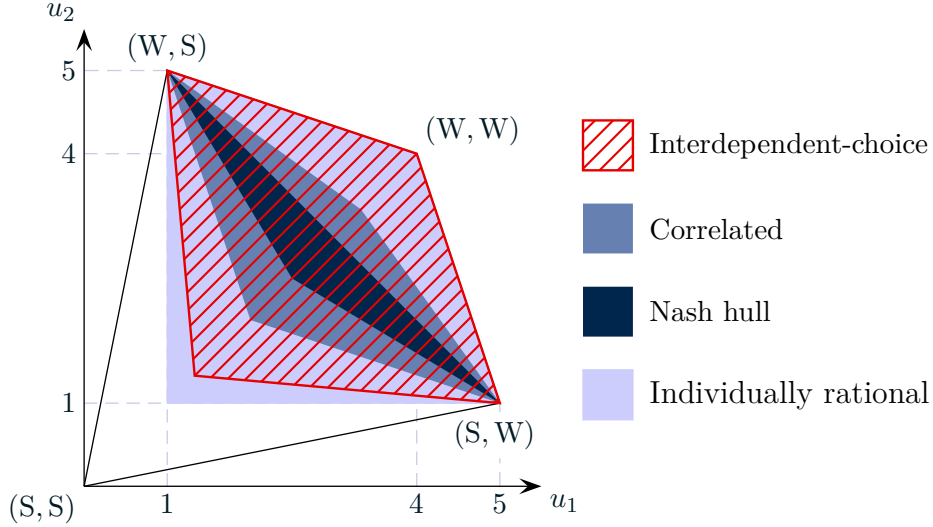 u₂
(W, S)
5
(W, W)
4
Interdependent-choice
Correlated
Nash hull
Individually rational
1
(S, W)
(S, S)
1
4
5
u₁